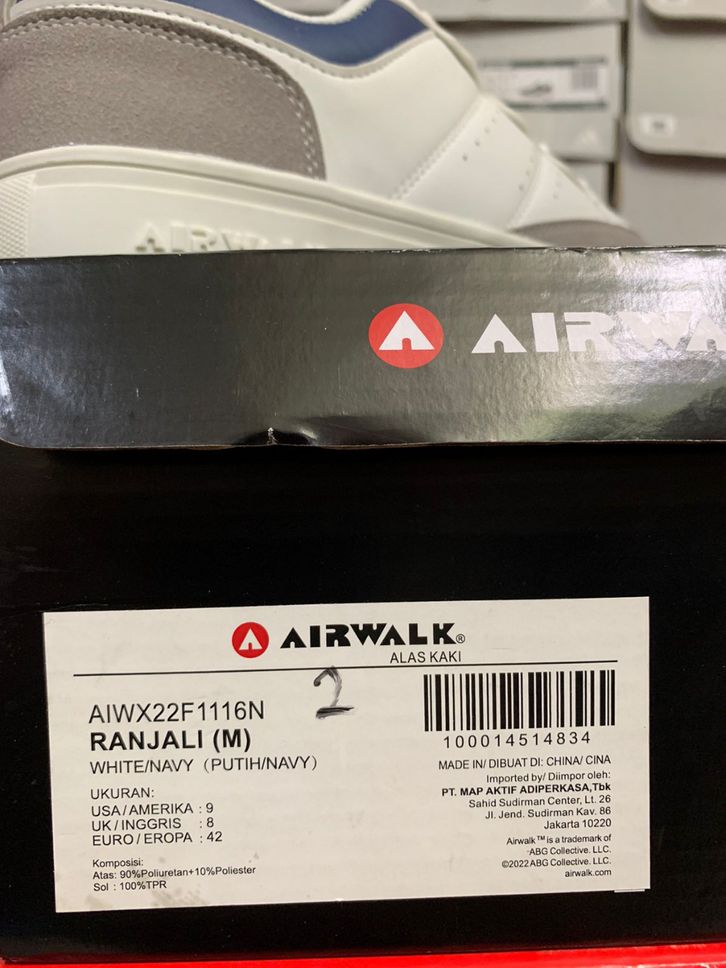 AIRWALK
AIRWA
AIRWALK®
ALAS KAKI
2
AIWX22F1116N
RANJALI (M)
WHITE/NAVY (PUTIH/NAVY)
UKURAN:
USA/AMERIKA : 9
UK/INGGRIS : 8
EURO/EROPA : 42
Komposisi:
Atas: 90%Poliuretan+10%Poliester
Sol : 100%TPR
100014514834
MADE IN/ DIBUAT DI: CHINA/ CINA
Imported by/ Diimpor oleh:
PT. MAP AKTIF ADIPERKASA,Tbk
Sahid Sudirman Center, Lt. 26
Jl. Jend. Sudirman Kav. 86
Jakarta 10220
Airwalk™ is a trademark of
ABG Collective. LLC.
©2022 ABG Collective. LLC.
airwalk.com